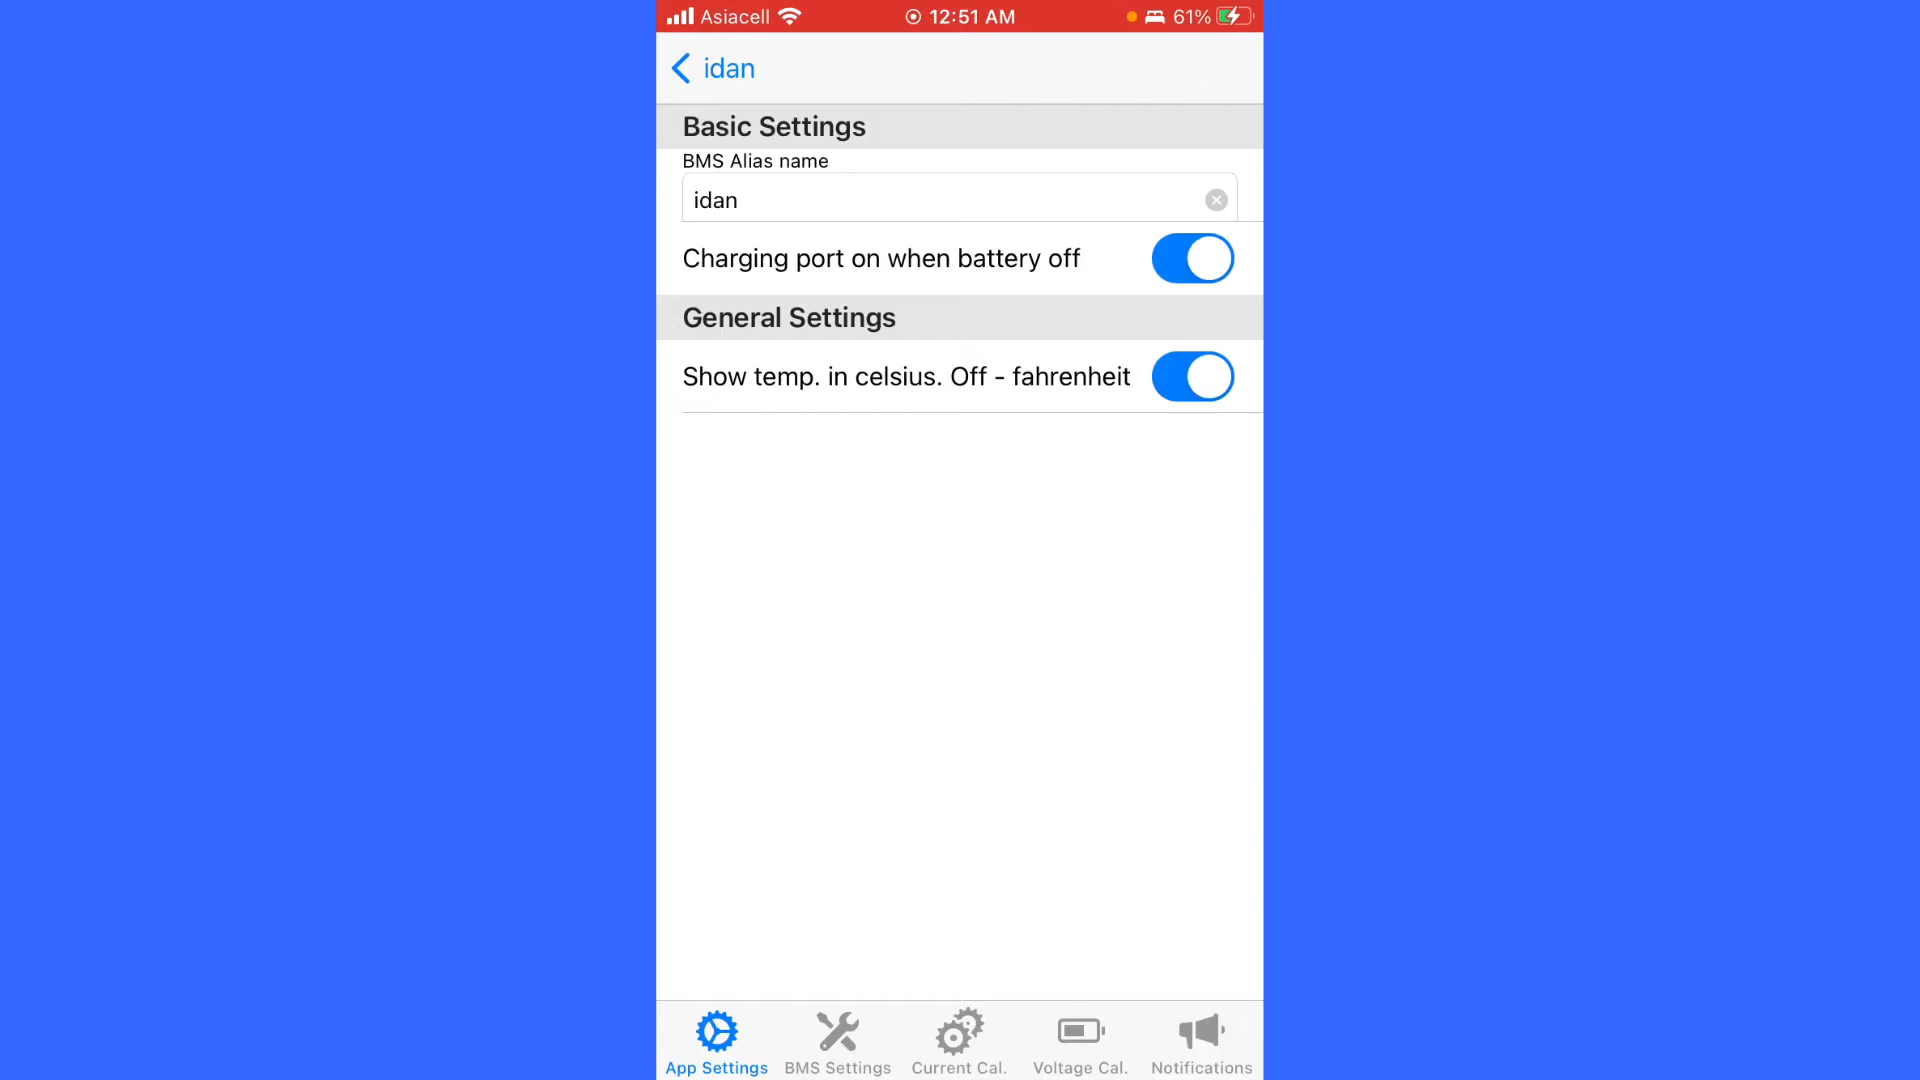 Asiacell 12:51 AM 61%
idan
Basic Settings
BMS Alias name
idan
Charging port on when battery off
General Settings
Show temp. in celsius. Off - fahrenheit
App Settings BMS Settings Current Cal. Voltage Cal. Notifications